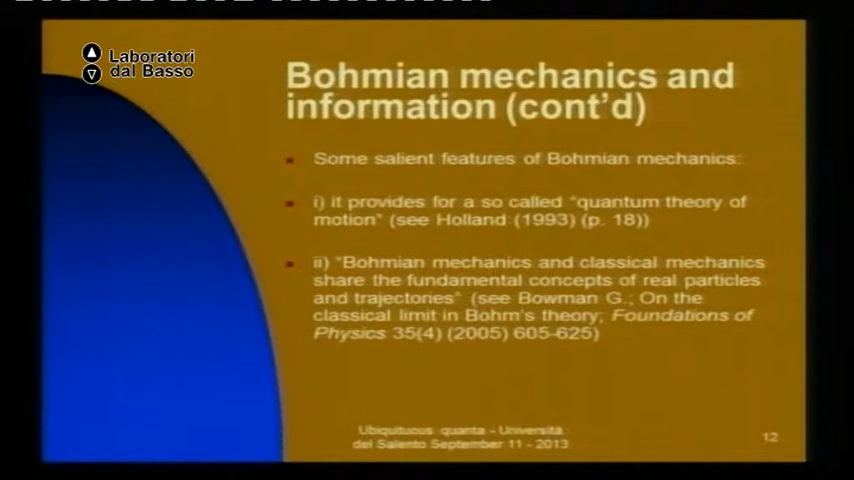 Laboratori
dal Basso
Bohmian mechanics and
information (cont'd)
Some salient features of Bohmian mechanics:
i) it provides for a so called "quantum theory of
motion" (see Holland (1993) (p. 18))
ii) "Bohmian mechanics and classical mechanics
share the fundamental concepts of real particles
and trajectories" (see Bowman G.; On the
classical limit in Bohm's theory; Foundations of
Physics 35(4) (2005) 605-625)
Ubiquituous quanta - Università
del Salento September 11 - 2013
12